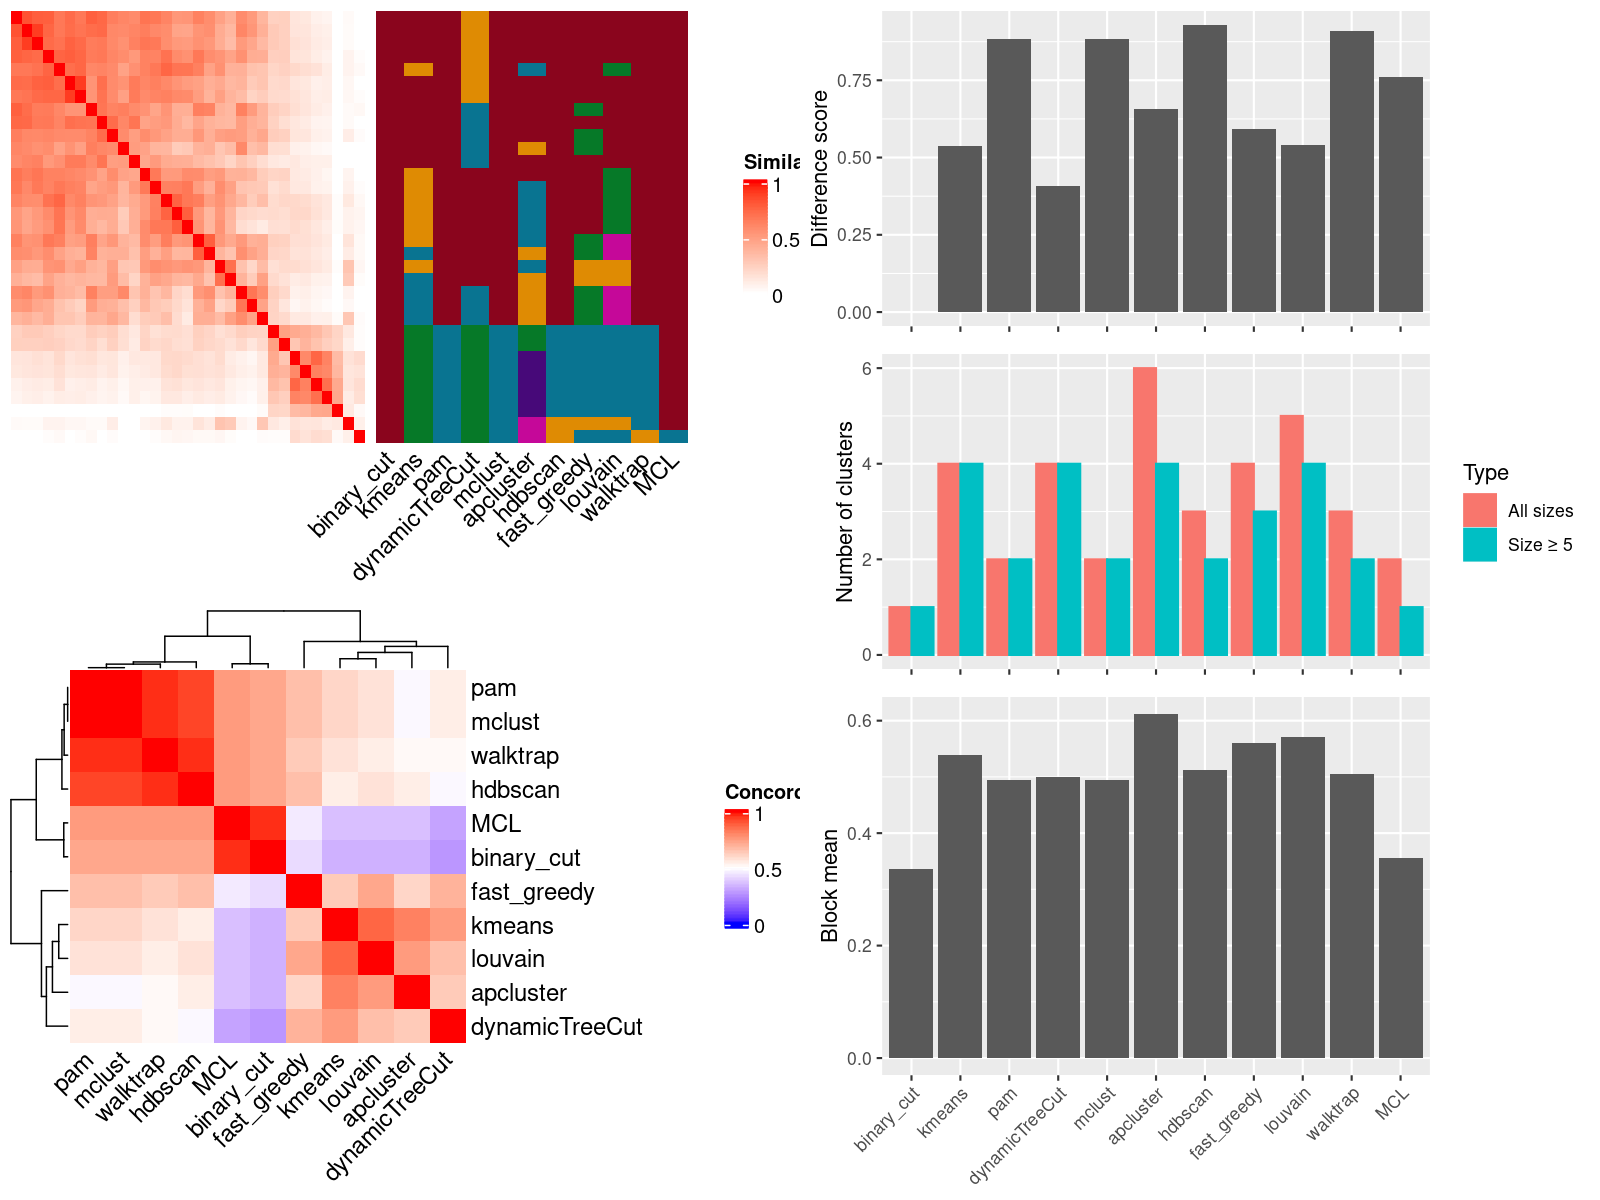 Simila
1
0.5
0
binary_cut
kmeans
pam
dynamicTreeCut
mclust
apcluster
hdbscan
fast_greedy
louvain
walktrap
MCL
pam
mclust
walktrap
hdbscan
MCL
binary_cut
fast_greedy
kmeans
louvain
apcluster
dynamicTreeCut
pam
mclust
walktrap
hdbscan
MCL
binary_cut
fast_greedy
kmeans
louvain
apcluster
dynamicTreeCut
Concord
1
0.5
0
Difference score
0.75
0.50
0.25
0.00
Number of clusters
6
4
2
0
Type
All sizes
Size ≥ 5
Block mean
0.6
0.4
0.2
0.0
binary_cut
kmeans
pam
dynamicTreeCut
mclust
apcluster
hdbscan
fast_greedy
louvain
walktrap
MCL